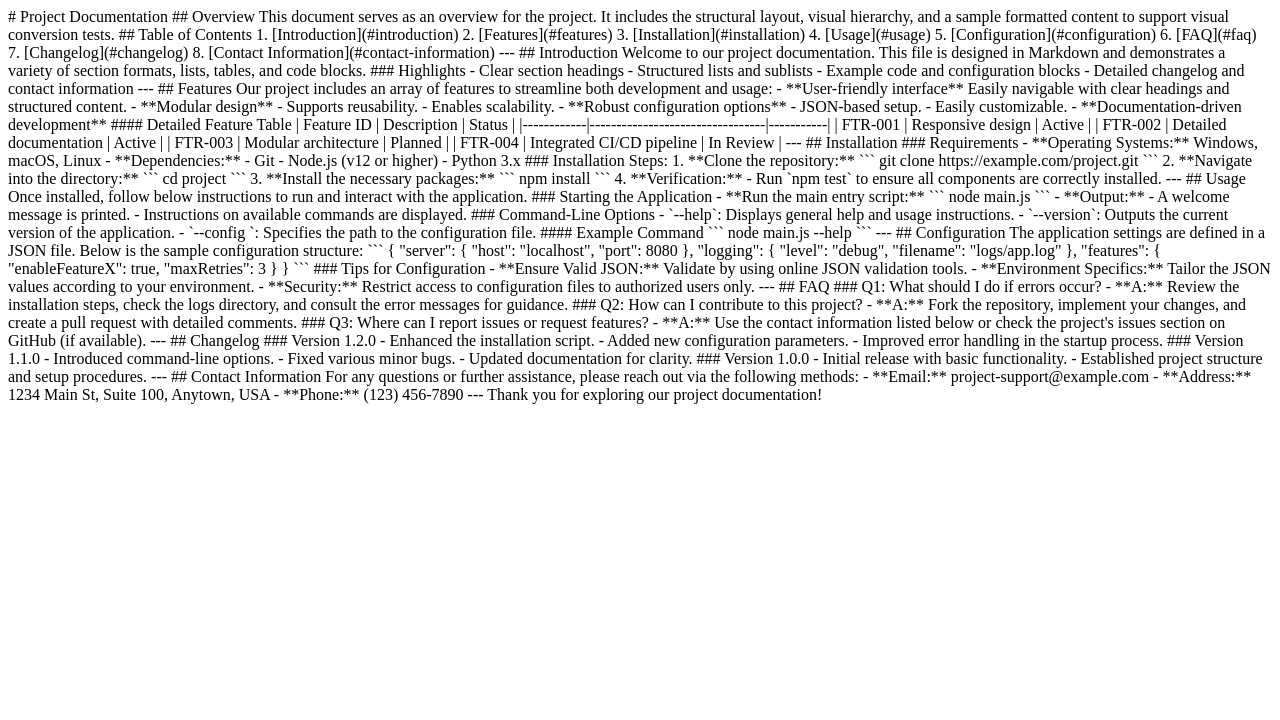 # Project Documentation ## Overview This document serves as an overview for the project. It includes the structural layout, visual hierarchy, and a sample formatted content to support visual
conversion tests. ## Table of Contents 1. [Introduction](#introduction) 2. [Features](#features) 3. [Installation](#installation) 4. [Usage](#usage) 5. [Configuration](#configuration) 6. [FAQ](#faq)
7. [Changelog](#changelog) 8. [Contact Information](#contact-information) --- ## Introduction Welcome to our project documentation. This file is designed in Markdown and demonstrates a
variety of section formats, lists, tables, and code blocks. ### Highlights - Clear section headings - Structured lists and sublists - Example code and configuration blocks - Detailed changelog and
contact information --- ## Features Our project includes an array of features to streamline both development and usage: - **User-friendly interface** Easily navigable with clear headings and
structured content. - **Modular design** - Supports reusability. - Enables scalability. - **Robust configuration options** - JSON-based setup. - Easily customizable. - **Documentation-driven
development** #### Detailed Feature Table | Feature ID | Description | Status | |------------|---------------------------------|-----------| | FTR-001 | Responsive design | Active | | FTR-002 | Detailed
documentation | Active | | FTR-003 | Modular architecture | Planned | | FTR-004 | Integrated CI/CD pipeline | In Review | --- ## Installation ### Requirements - **Operating Systems:** Windows,
macOS, Linux - **Dependencies:** - Git - Node.js (v12 or higher) - Python 3.x ### Installation Steps: 1. **Clone the repository:** ``` git clone https://example.com/project.git ``` 2. **Navigate
into the directory:** ``` cd project ``` 3. **Install the necessary packages:** ``` npm install ``` 4. **Verification:** - Run `npm test` to ensure all components are correctly installed. --- ## Usage
Once installed, follow below instructions to run and interact with the application. ### Starting the Application - **Run the main entry script:** ``` node main.js ``` - **Output:** - A welcome
message is printed. - Instructions on available commands are displayed. ### Command-Line Options - `--help`: Displays general help and usage instructions. - `--version`: Outputs the current
version of the application. - `--config `: Specifies the path to the configuration file. #### Example Command ``` node main.js --help ``` --- ## Configuration The application settings are defined in a
JSON file. Below is the sample configuration structure: ``` { "server": { "host": "localhost", "port": 8080 }, "logging": { "level": "debug", "filename": "logs/app.log" }, "features": {
"enableFeatureX": true, "maxRetries": 3 } } ``` ### Tips for Configuration - **Ensure Valid JSON:** Validate by using online JSON validation tools. - **Environment Specifics:** Tailor the JSON
values according to your environment. - **Security:** Restrict access to configuration files to authorized users only. --- ## FAQ ### Q1: What should I do if errors occur? - **A:** Review the
installation steps, check the logs directory, and consult the error messages for guidance. ### Q2: How can I contribute to this project? - **A:** Fork the repository, implement your changes, and
create a pull request with detailed comments. ### Q3: Where can I report issues or request features? - **A:** Use the contact information listed below or check the project's issues section on
GitHub (if available). --- ## Changelog ### Version 1.2.0 - Enhanced the installation script. - Added new configuration parameters. - Improved error handling in the startup process. ### Version
1.1.0 - Introduced command-line options. - Fixed various minor bugs. - Updated documentation for clarity. ### Version 1.0.0 - Initial release with basic functionality. - Established project structure
and setup procedures. --- ## Contact Information For any questions or further assistance, please reach out via the following methods: - **Email:** project-support@example.com - **Address:**
1234 Main St, Suite 100, Anytown, USA - **Phone:** (123) 456-7890 --- Thank you for exploring our project documentation!